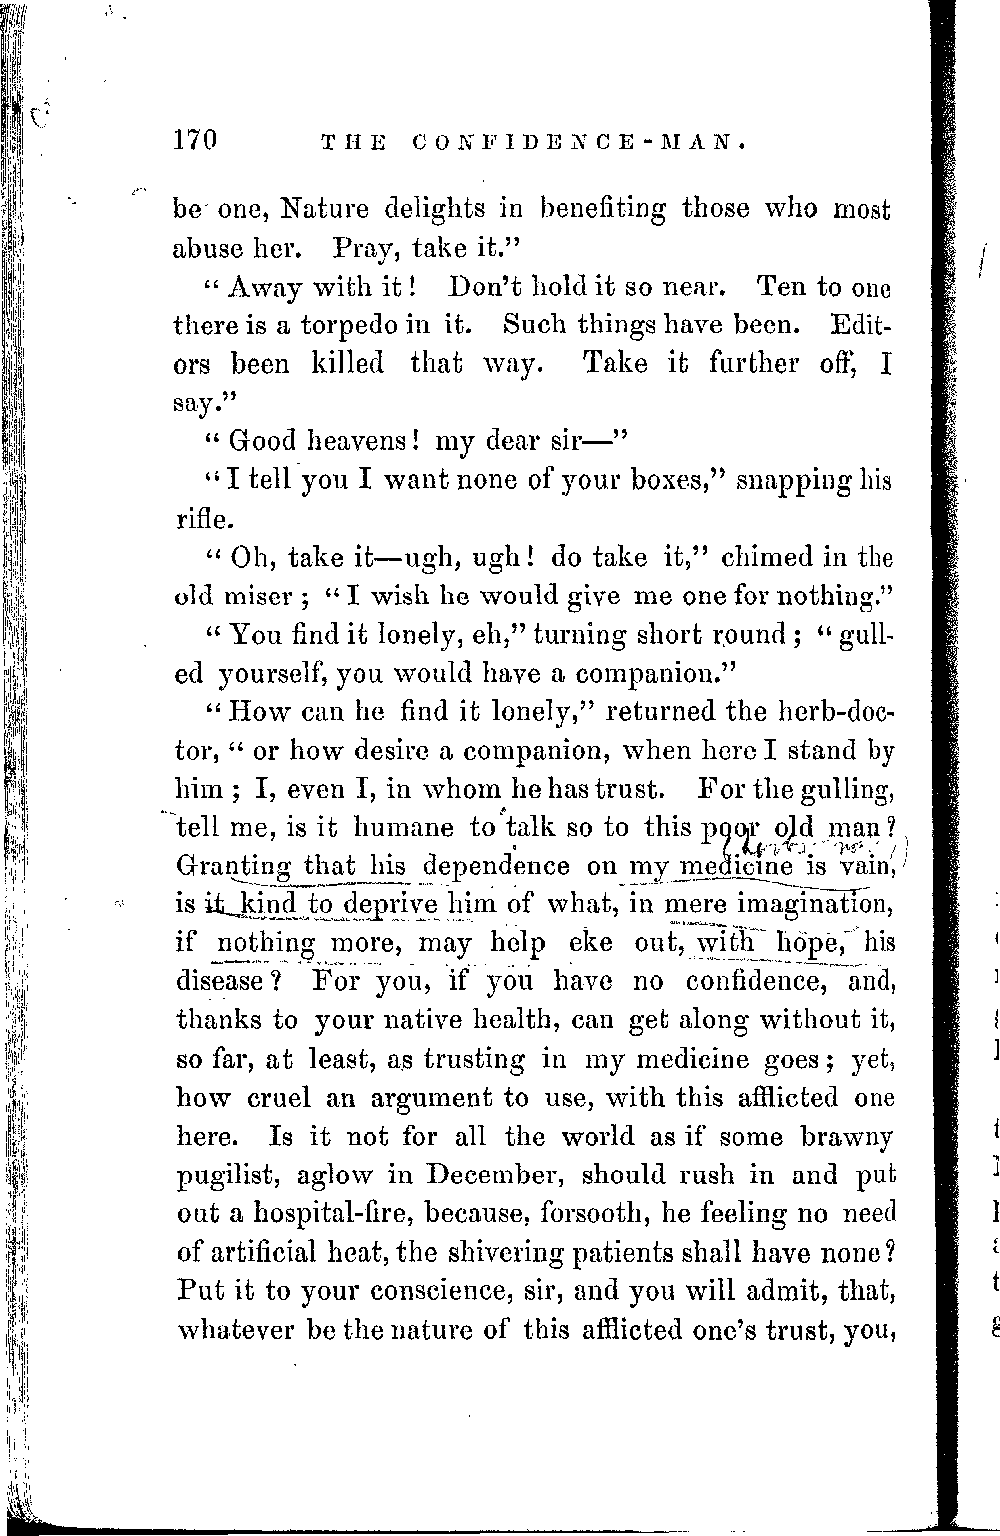 170 THE CONFIDENCE-MAN.
be one, Nature delights in benefiting those who most
abuse her. Pray, take it."
"Away with it! Don't hold it so near. Ten to one
there is a torpedo in it. Such things have been. Edit-
ors been killed that way. Take it further off, I
say."
"Good heavens! my dear sir—"
"I tell you I want none of your boxes," snapping his
rifle.
"Oh, take it—ugh, ugh! do take it," chimed in the
old miser; "I wish he would give me one for nothing."
"You find it lonely, eh," turning short round; "gull-
ed yourself, you would have a companion."
"How can he find it lonely," returned the herb-doc-
tor, "or how desire a companion, when here I stand by
him; I, even I, in whom he has trust. For the gulling,
tell me, is it humane to talk so to this poor old man?
Granting that his dependence on my medicine is vain,
is it kind to deprive him of what, in mere imagination,
if nothing more, may help eke out, with hope, his
disease? For you, if you have no confidence, and,
thanks to your native health, can get along without it,
so far, at least, as trusting in my medicine goes; yet,
how cruel an argument to use, with this afflicted one
here. Is it not for all the world as if some brawny
pugilist, aglow in December, should rush in and put
out a hospital-fire, because, forsooth, he feeling no need
of artificial heat, the shivering patients shall have none?
Put it to your conscience, sir, and you will admit, that,
whatever be the nature of this afflicted one's trust, you,